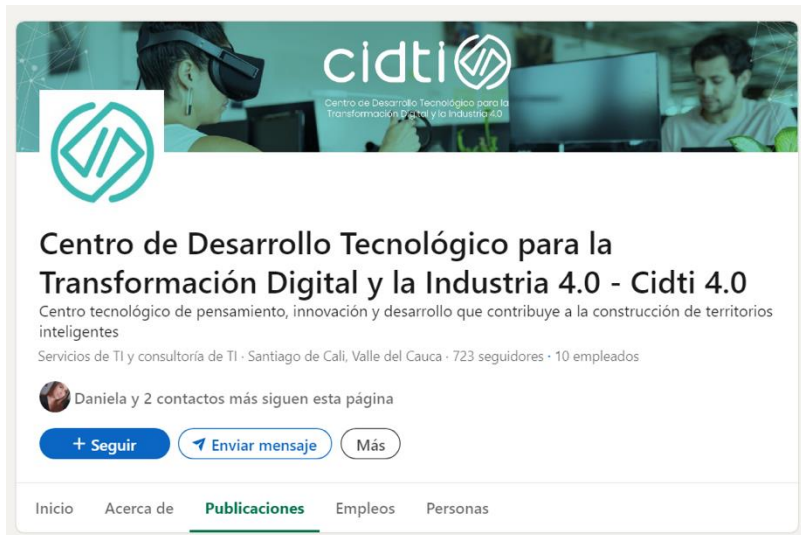 cidti
Centro de Desarrollo Tecnológico para la
Transformación Digital y la Industria 4.0
Centro de Desarrollo Tecnológico para la
Transformación Digital y la Industria 4.0 - Cidti 4.0
Centro tecnológico de pensamiento, innovación y desarrollo que contribuye a la construcción de territorios
inteligentes
Servicios de TI y consultoría de TI · Santiago de Cali, Valle del Cauca · 723 seguidores · 10 empleados
Daniela y 2 contactos más siguen esta página
+ Seguir Enviar mensaje Más
Inicio Acerca de Publicaciones Empleos Personas